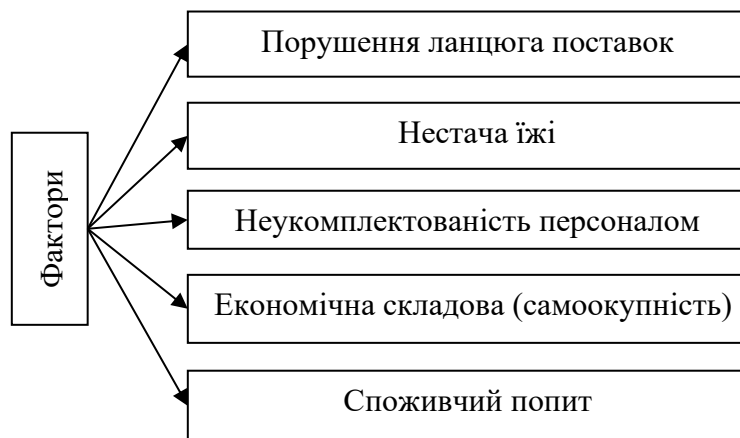 Фактори
Порушення ланцюга поставок
Нестача їжі
Неукомплектованість персоналом
Економічна складова (самоокупність)
Споживчий попит